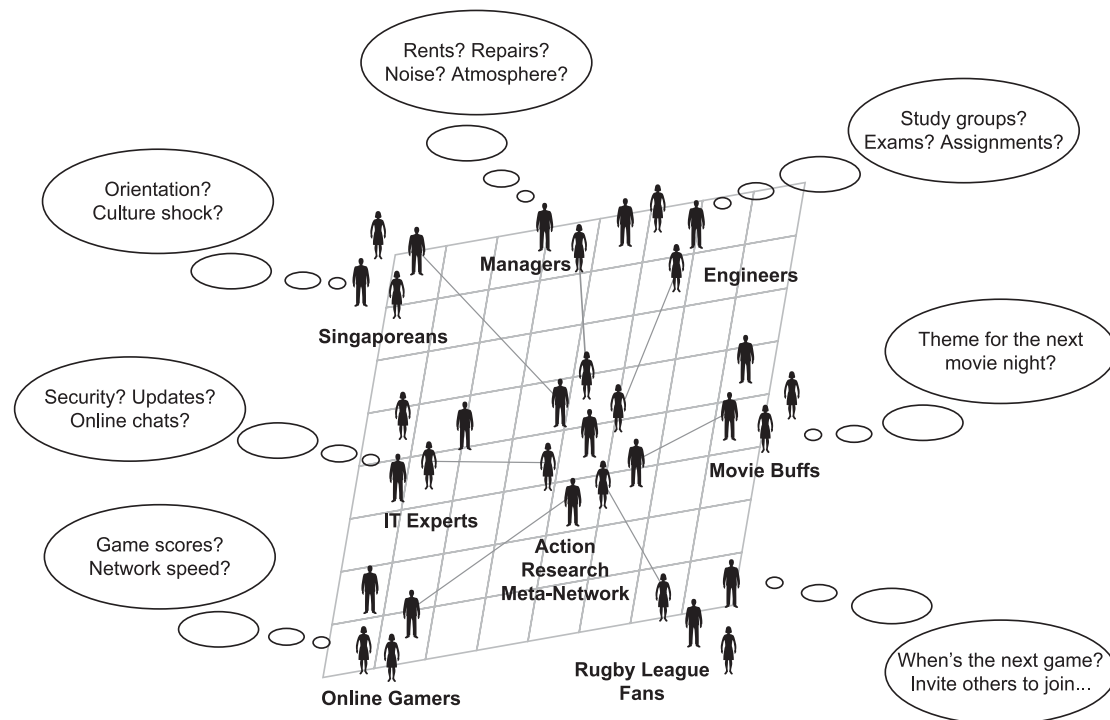 Rents? Repairs?
Noise? Atmosphere?
Study groups?
Exams? Assignments?
Orientation?
Culture shock?
Managers
Engineers
Singaporeans
Theme for the next
movie night?
Security? Updates?
Online chats?
Movie Buffs
IT Experts
Game scores?
Network speed?
Action
Research
Meta-Network
When's the next game?
Invite others to join...
Rugby League
Fans
Online Gamers